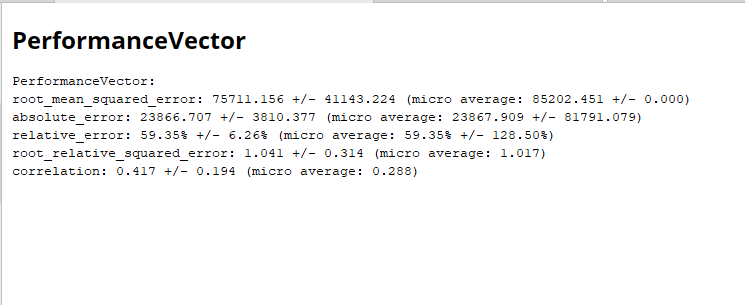 PerformanceVector
PerformanceVector:
root_mean_squared_error: 75711.156 +/- 41143.224 (micro average: 85202.451 +/- 0.000)
absolute_error: 23866.707 +/- 3810.377 (micro average: 23867.909 +/- 81791.079)
relative_error: 59.35% +/- 6.26% (micro average: 59.35% +/- 128.50%)
root_relative_squared_error: 1.041 +/- 0.314 (micro average: 1.017)
correlation: 0.417 +/- 0.194 (micro average: 0.288)